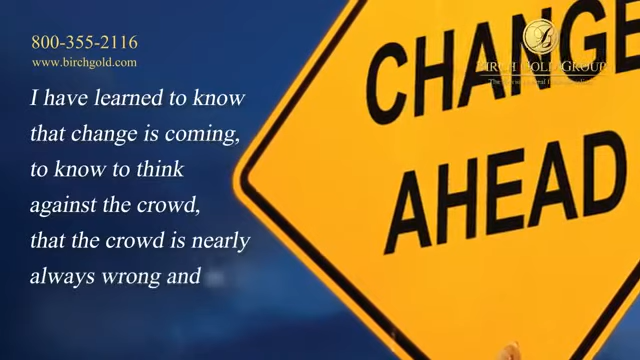 800-355-2116
www.birchgold.com
I have learned to know
that change is coming,
to know to think
against the crowd,
that the crowd is nearly
always wrong and
CHANGE
AHEAD
BIRCH GOLD GROUP